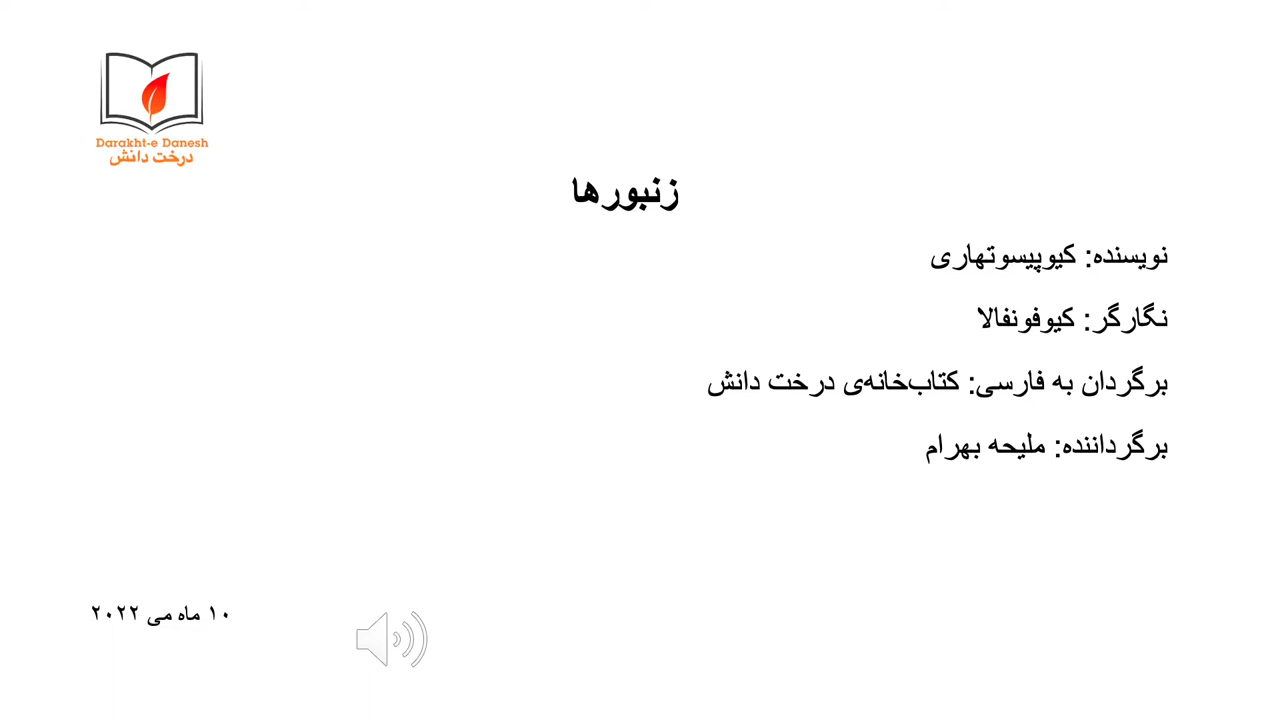 Darakht-e Danesh
درخت دانش
زنبورها
نویسنده: کیوپیسوتهاری
نگارگر: کیوفونفالا
برگردان به فارسی: کتاب‌خانه‌ی درخت دانش
برگرداننده: ملیحه بهرام
۱۰ ماه می ۲۰۲۲